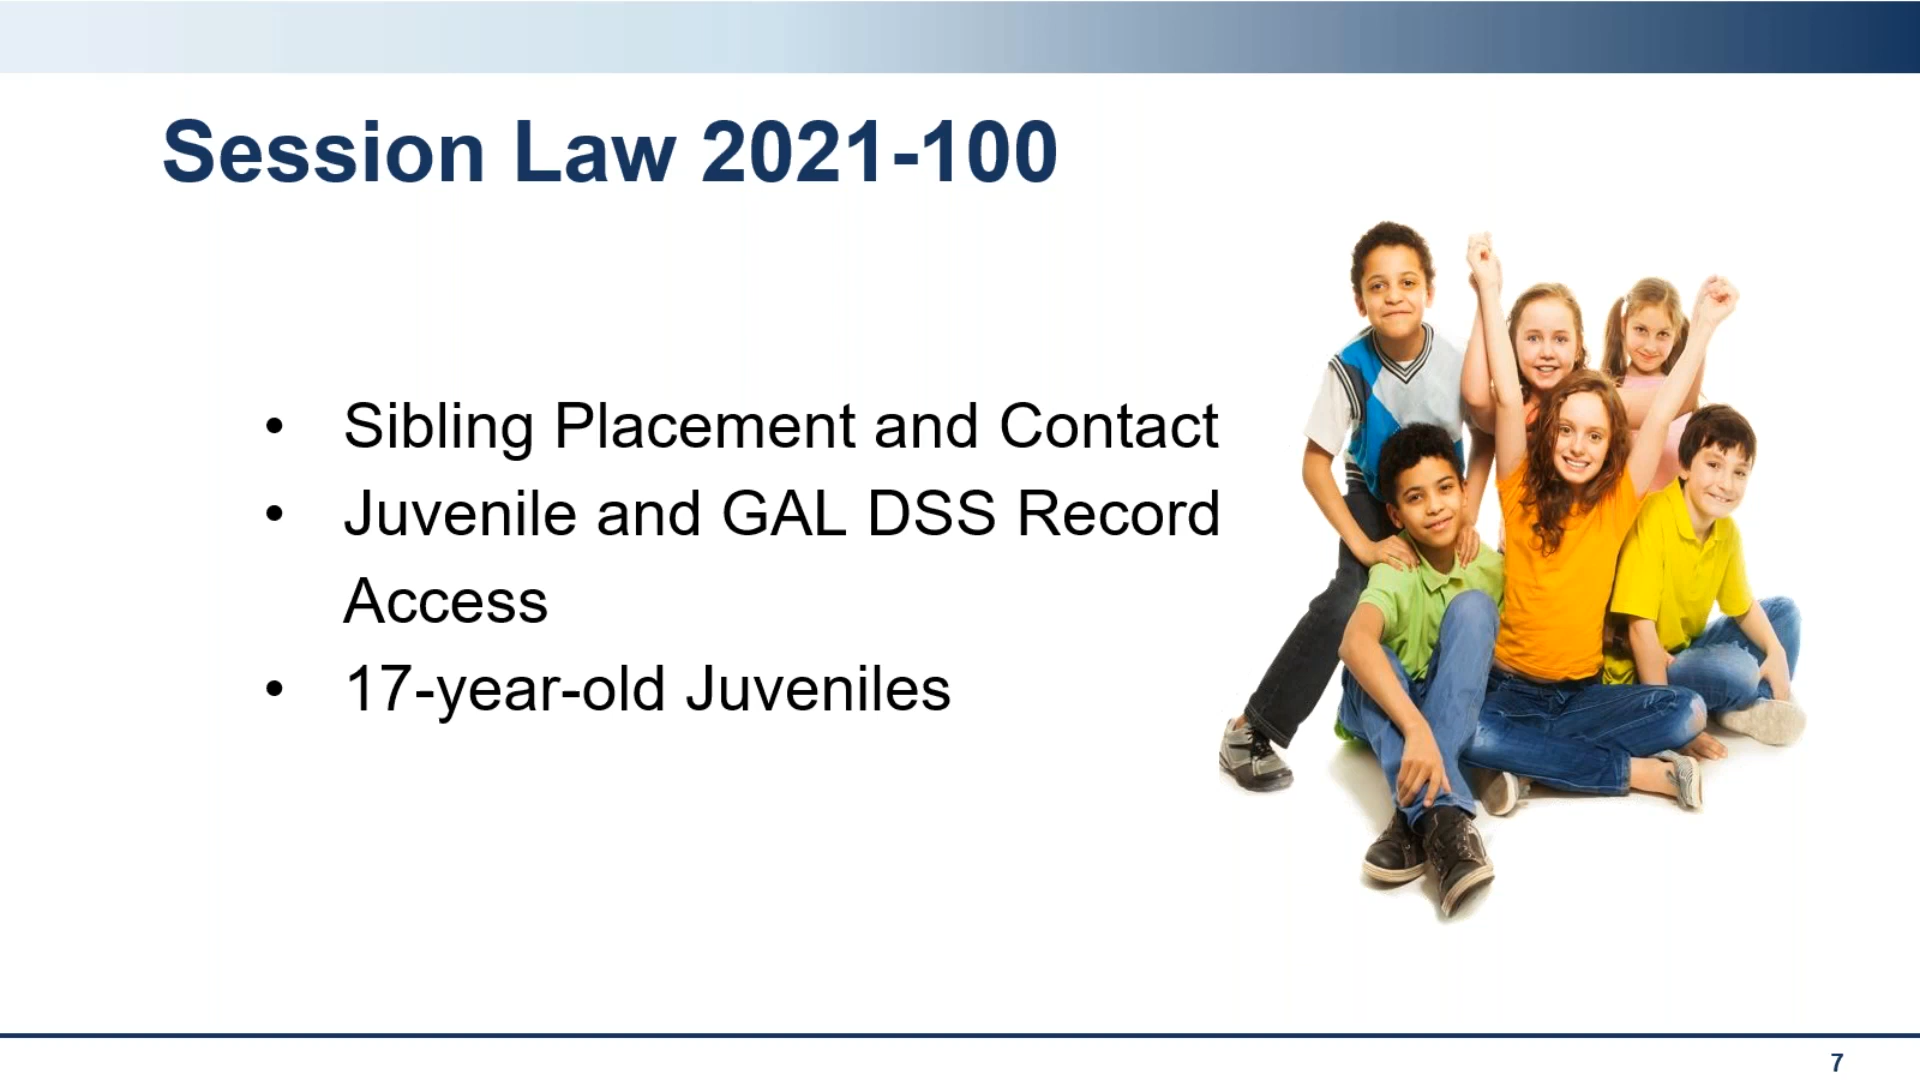 Session Law 2021-100
• Sibling Placement and Contact
• Juvenile and GAL DSS Record
Access
• 17-year-old Juveniles
7